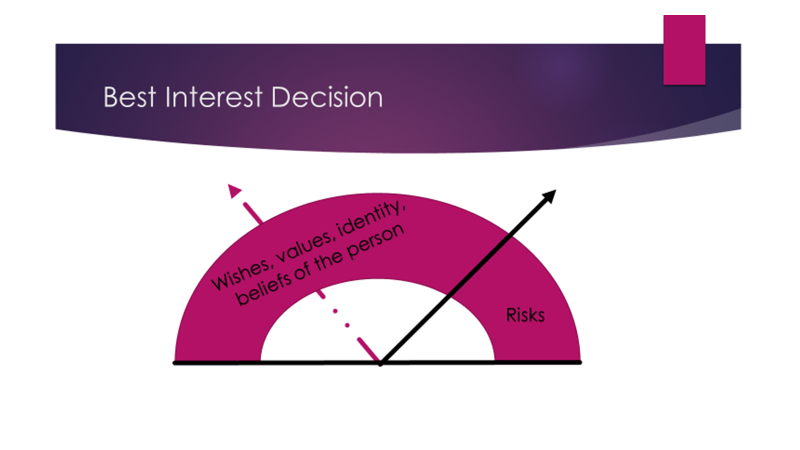 Best Interest Decision
Wishes, values, identity,
beliefs of the person
Risks